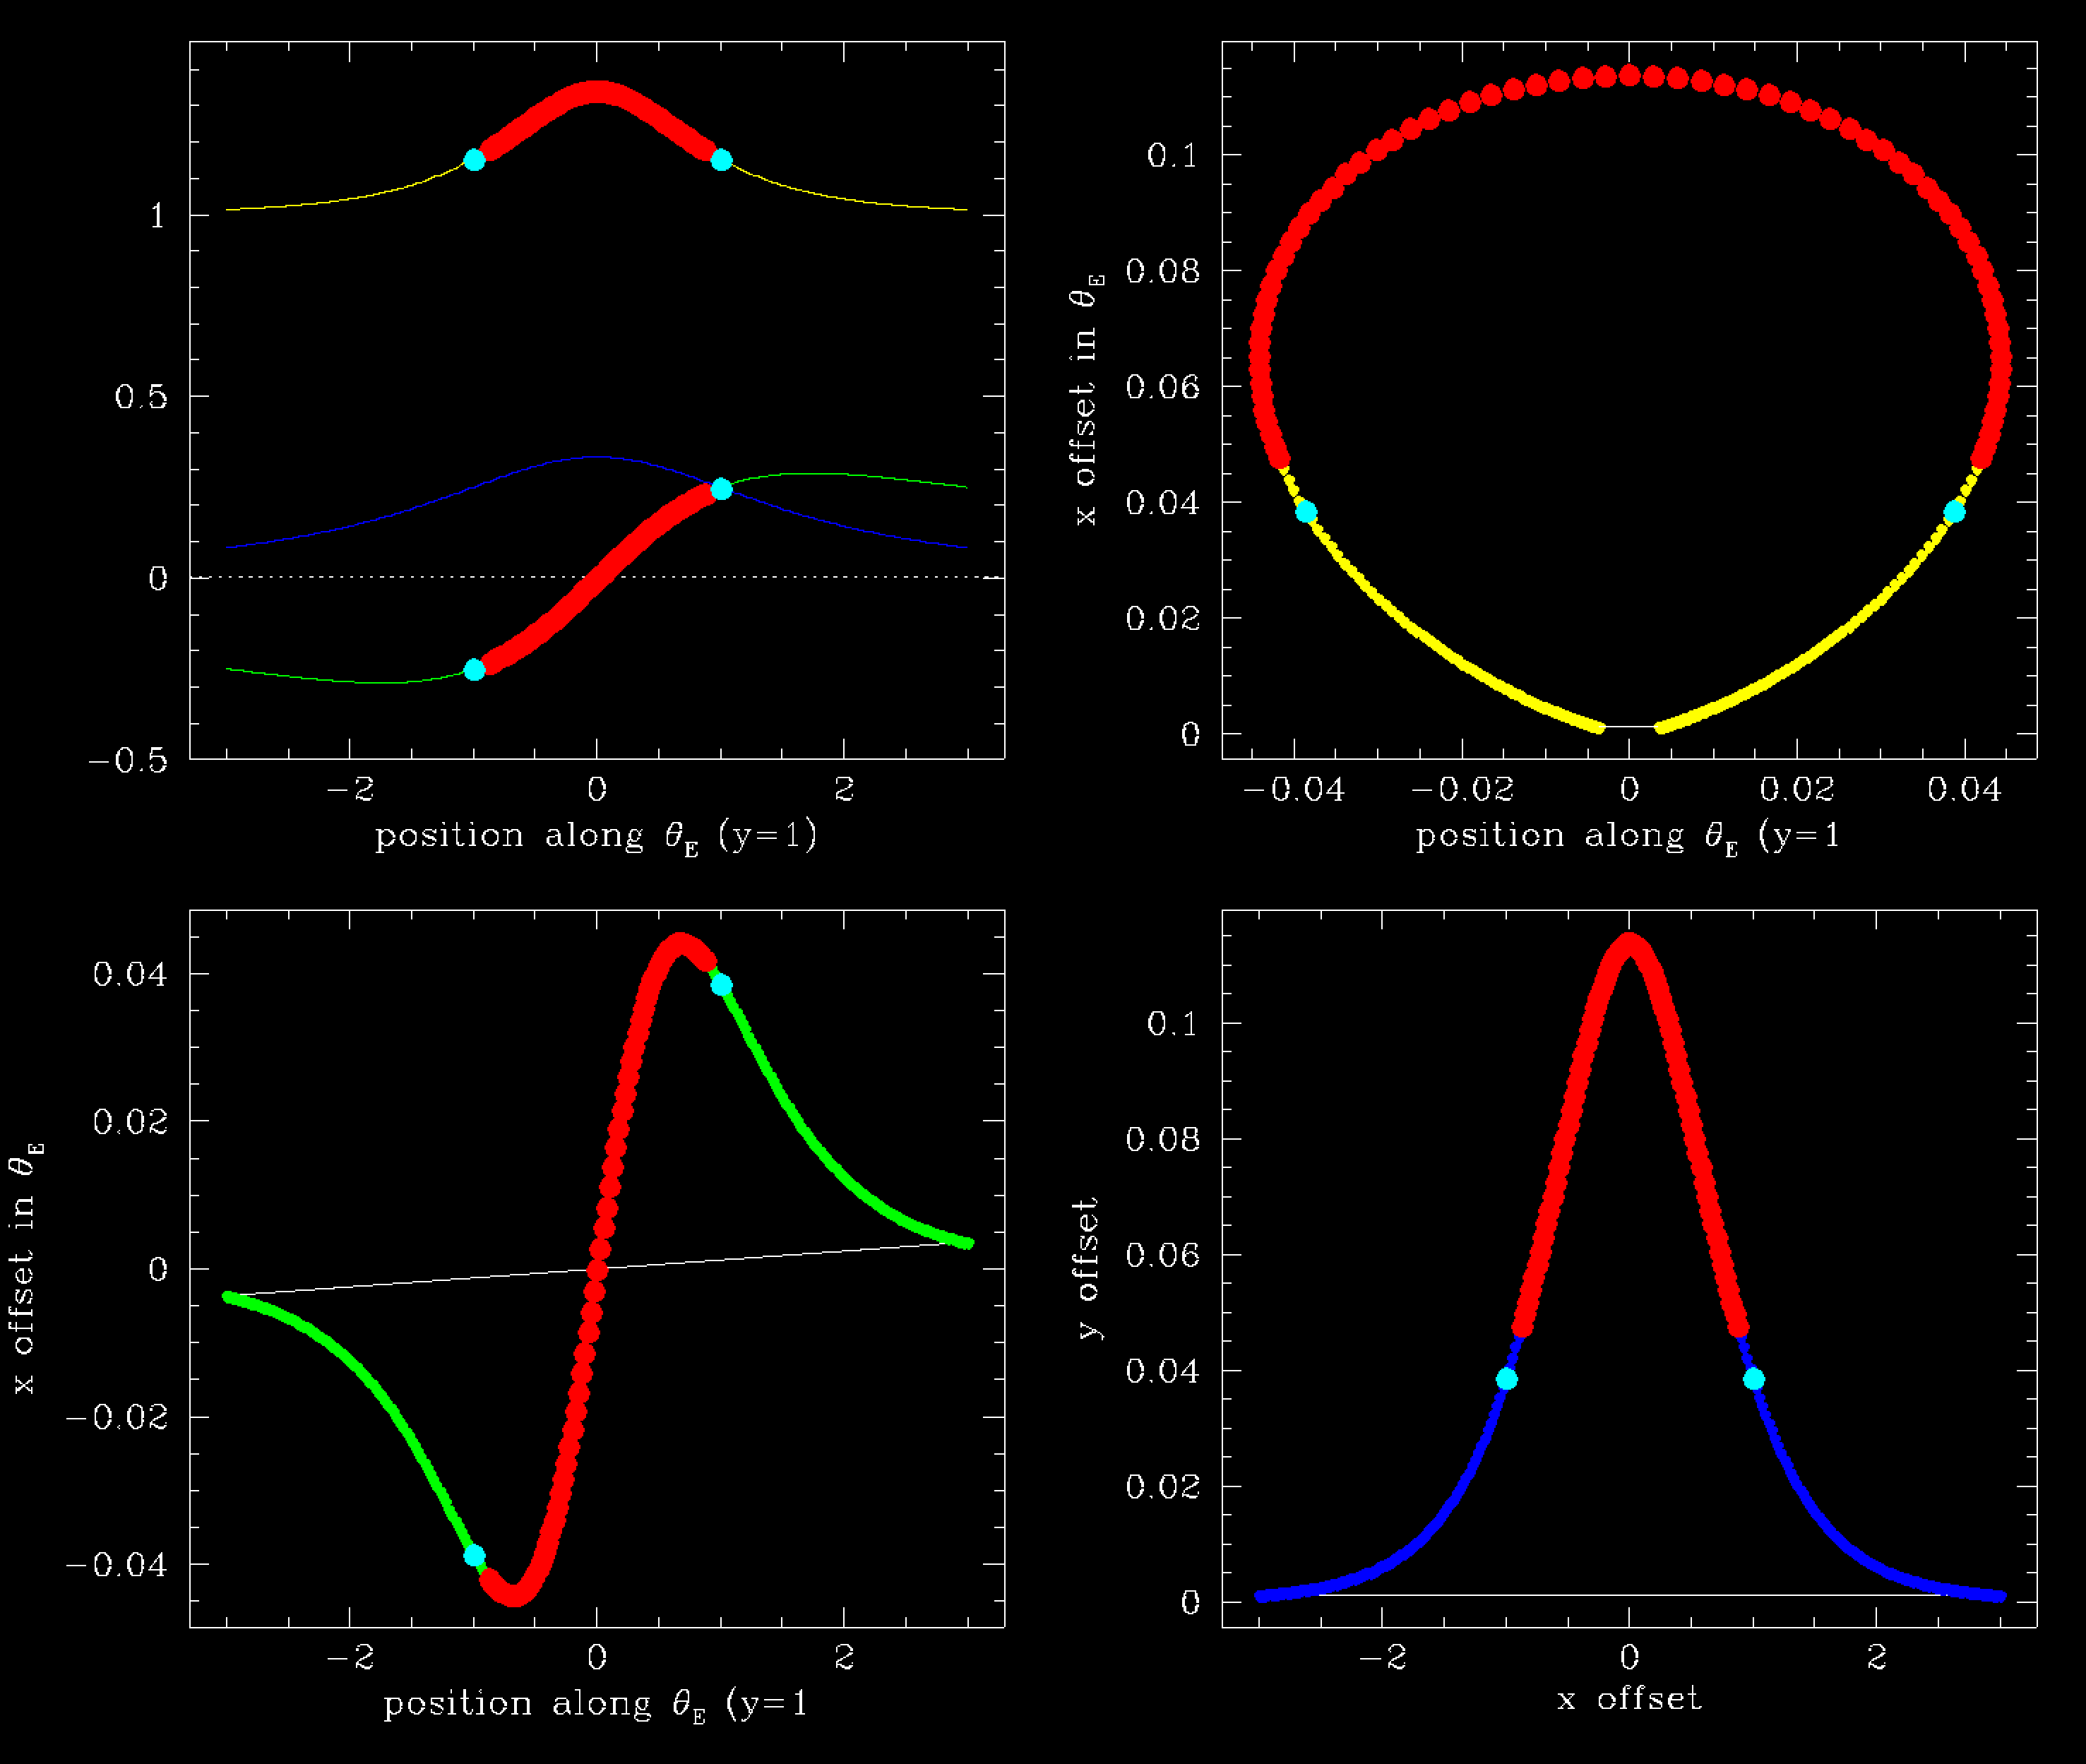 1
0.5
0
−0.5
−2 0 2
position along θE (y=1)
x offset in θE
0.1
0.08
0.06
0.04
0.02
0
−0.04 −0.02 0 0.02 0.04
position along θE (y=1
x offset in θE
0.04
0.02
0
−0.02
−0.04
−2 0 2
position along θE (y=1
y offset
0.1
0.08
0.06
0.04
0.02
0
−2 0 2
x offset